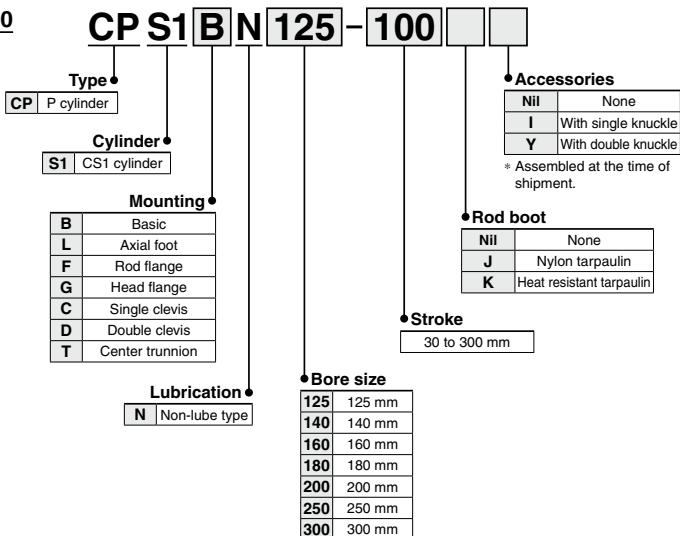 0
CP S1 B N 125 – 100
Type
CP P cylinder
Cylinder
S1 CS1 cylinder
Mounting
B Basic
L Axial foot
F Rod flange
G Head flange
C Single clevis
D Double clevis
T Center trunnion
Lubrication
N Non-lube type
Bore size
125 125 mm
140 140 mm
160 160 mm
180 180 mm
200 200 mm
250 250 mm
300 300 mm
Stroke
30 to 300 mm
Rod boot
Nil None
J Nylon tarpaulin
K Heat resistant tarpaulin
Accessories
Nil None
I With single knuckle
Y With double knuckle
* Assembled at the time of
shipment.